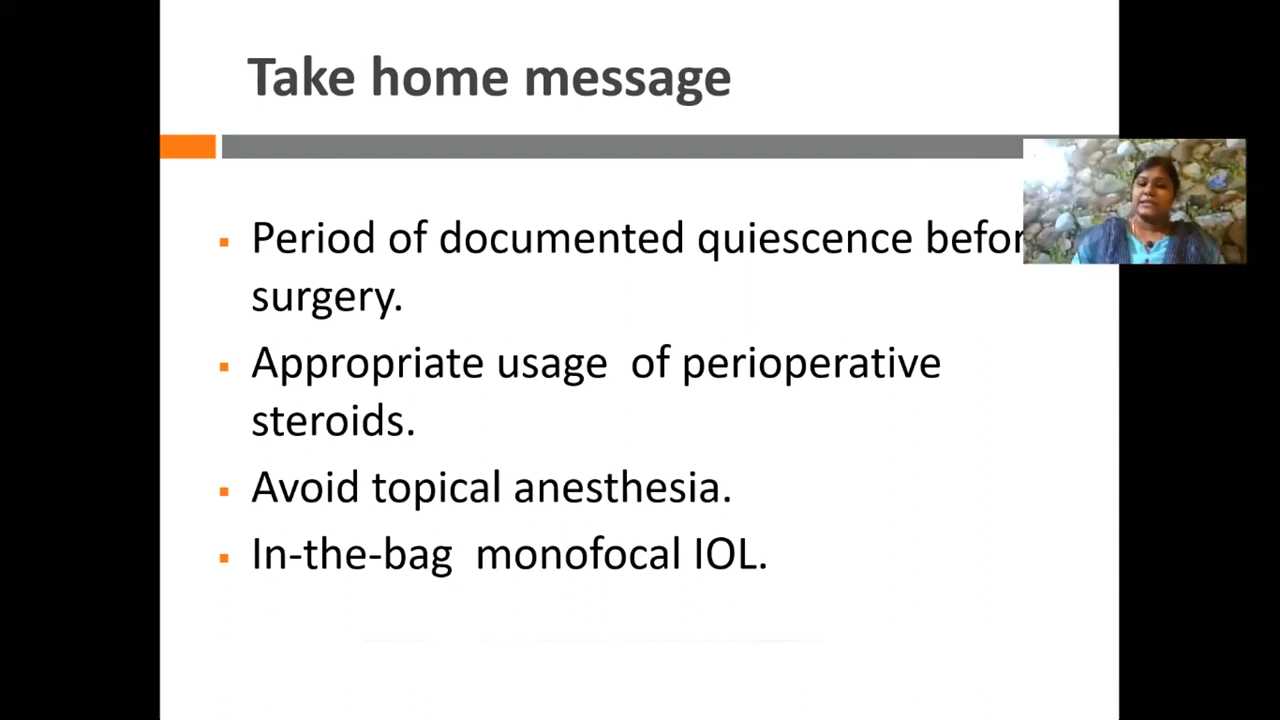 Take home message
Period of documented quiescence
surgery.
Appropriate usage of perioperative
steroids.
Avoid topical anesthesia.
In-the-bag monofocal IOL.